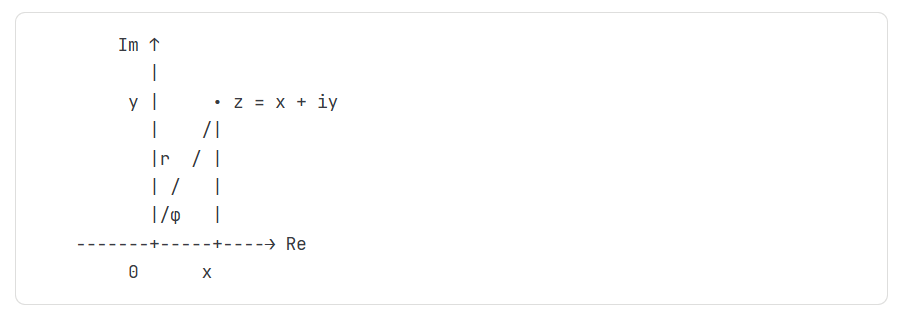 Im ↑
|
y |     • z = x + iy
|    /|
|r  / |
| /   |
|/φ   |
-------+-----+----→ Re
0      x